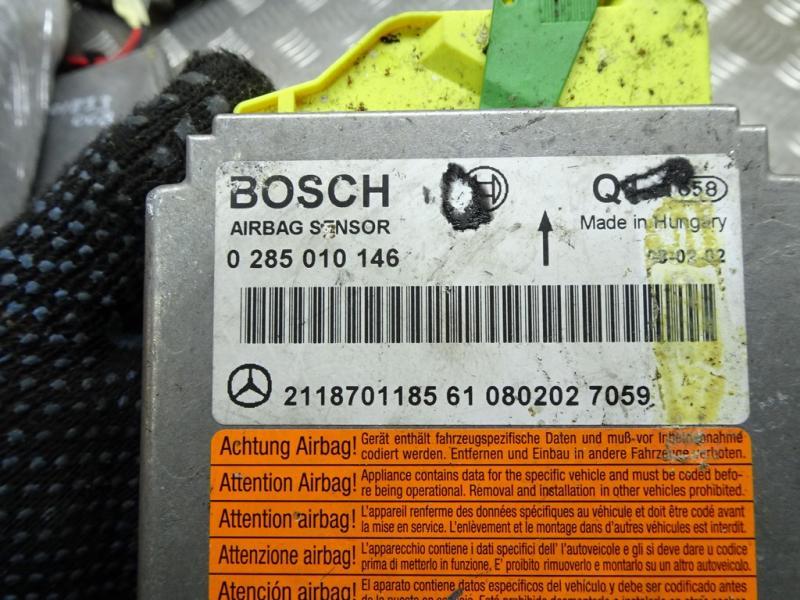 BOSCH
AIRBAG SENSOR
Made in Hungary
0 285 010 146
2118701185 61 080202 7059
Achtung Airbag! Gerät enthält fahrzeugspezifische Daten und muß vor Inbetriebnahme
codiert werden. Entfernen und Einbau in andere Fahrzeuge verboten.
Attention Airbag! Appliance contains data for the specific vehicle and must be coded befo-
re being operational. Removal and installation in other vehicles prohibited.
Attention airbag! L'appareil renferme des données spécifiques au véhicule et doit être codé avant
la mise en service. L'enlèvement et le montage dans d'autres véhicules est interdit.
Attenzione airbag! L'apparecchio contiene i dati specifici dell' l'autoveicolo e gli si deve dare u codice
prima di metterlo in funzione. E' proibito rimuoverlo e montarlo su un altro autoveicolo.
Atención airbag! El aparato contiene datos específicos del vehículo y debe ser codificado antes